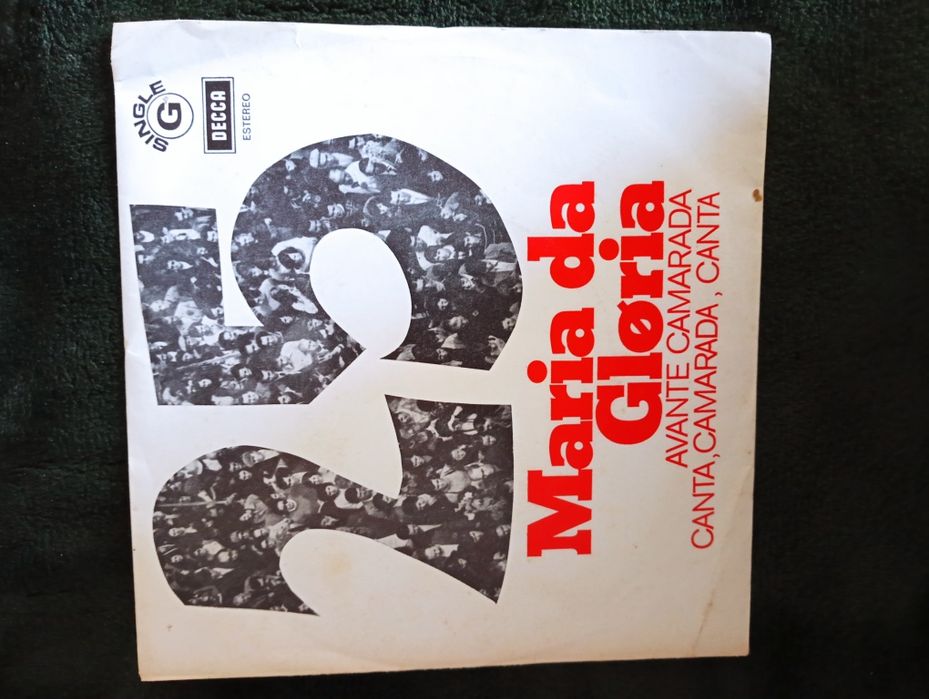 SINGLE
G
DECCA
ESTEREO
25
Maria da
Gløria
AVANTE CAMARADA
CANTA, CAMARADA, CANTA